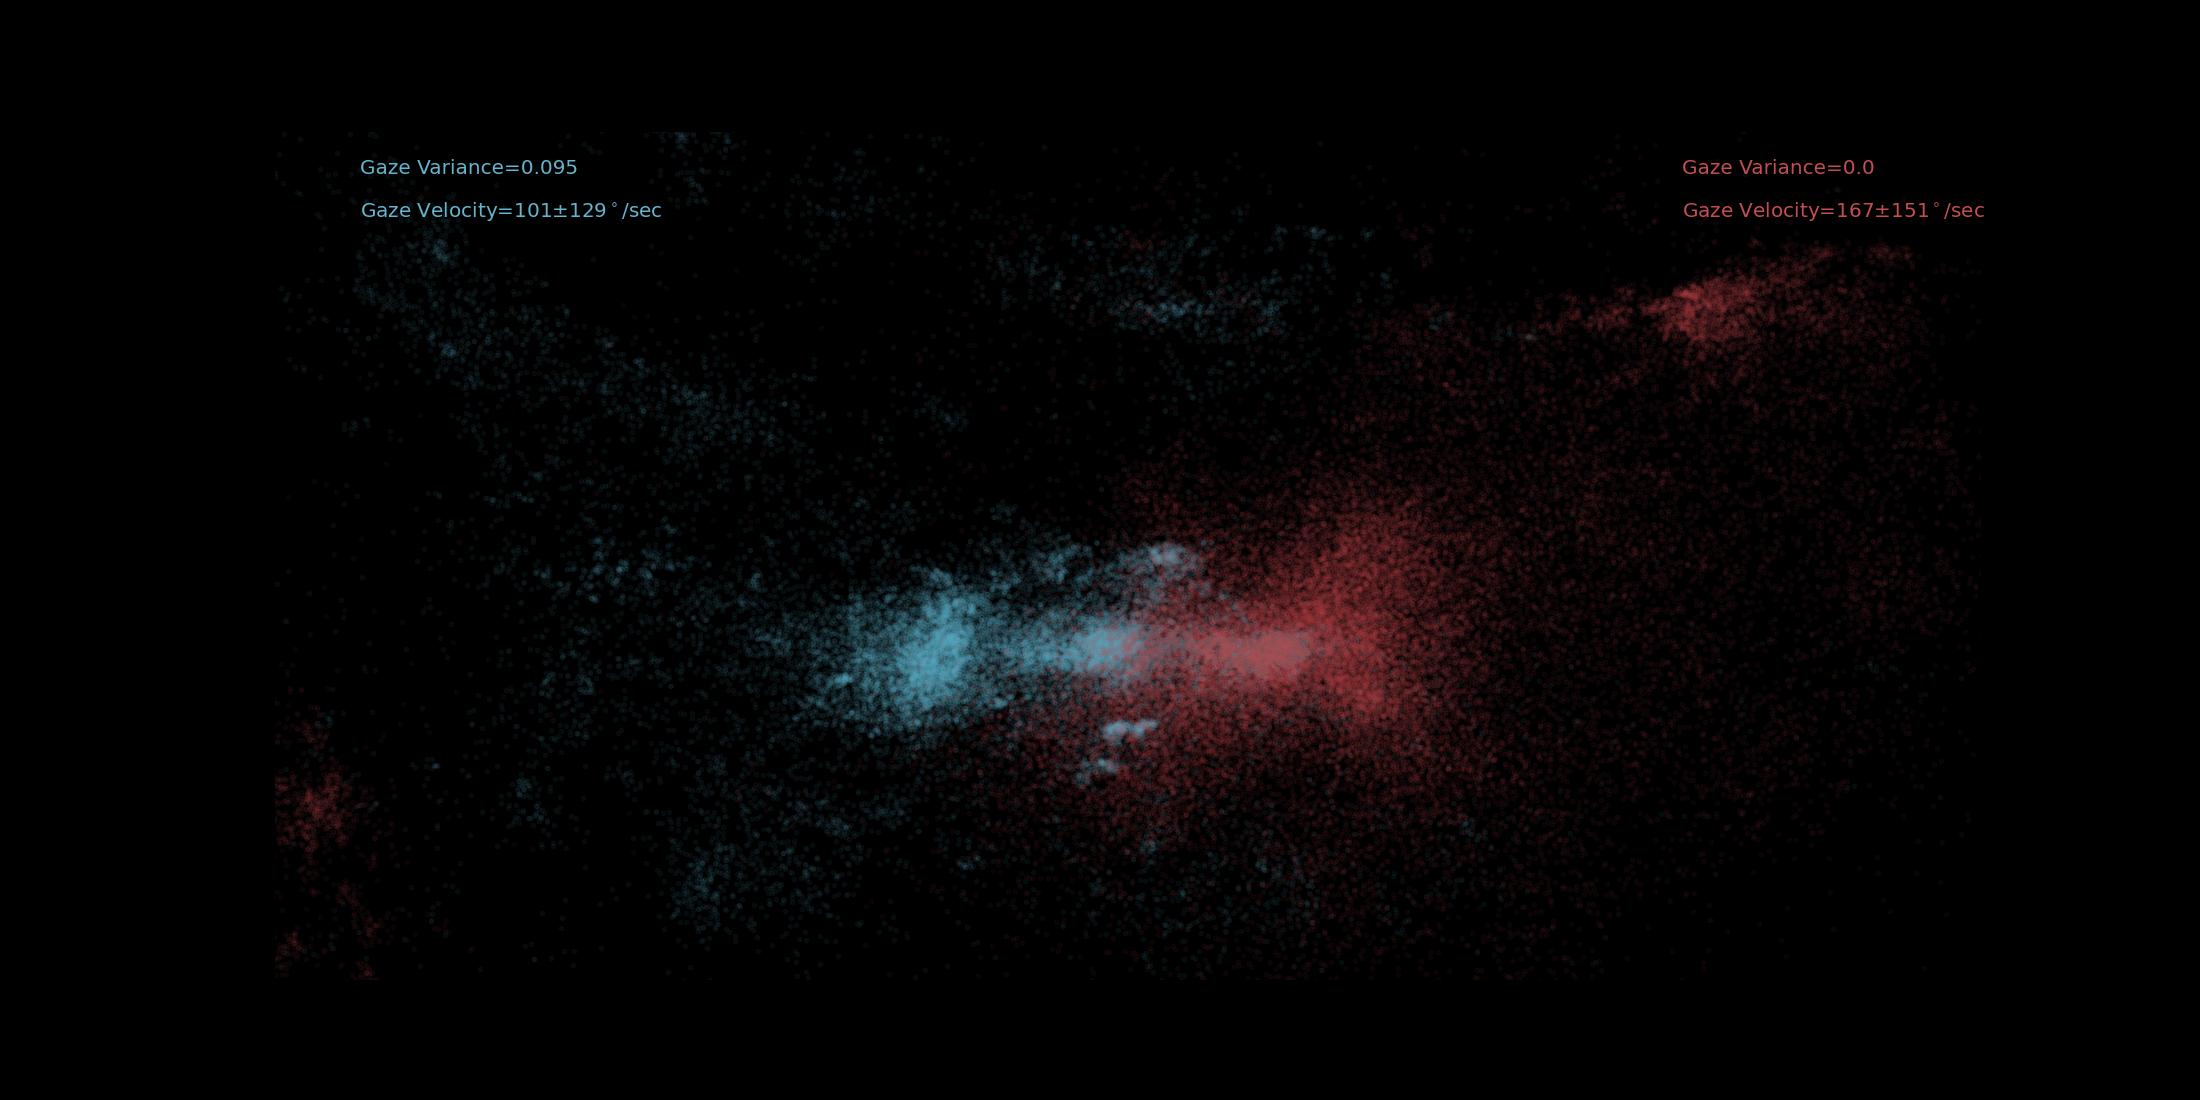 Gaze Variance=0.095
Gaze Velocity=101±129°/sec
Gaze Variance=0.0
Gaze Velocity=167±151°/sec